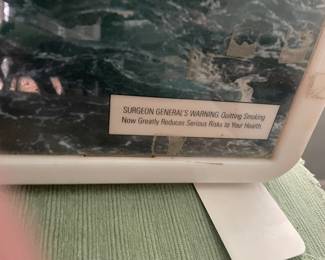 SURGEON GENERAL'S WARNING: Quitting Smoking
Now Greatly Reduces Serious Risks to Your Health.